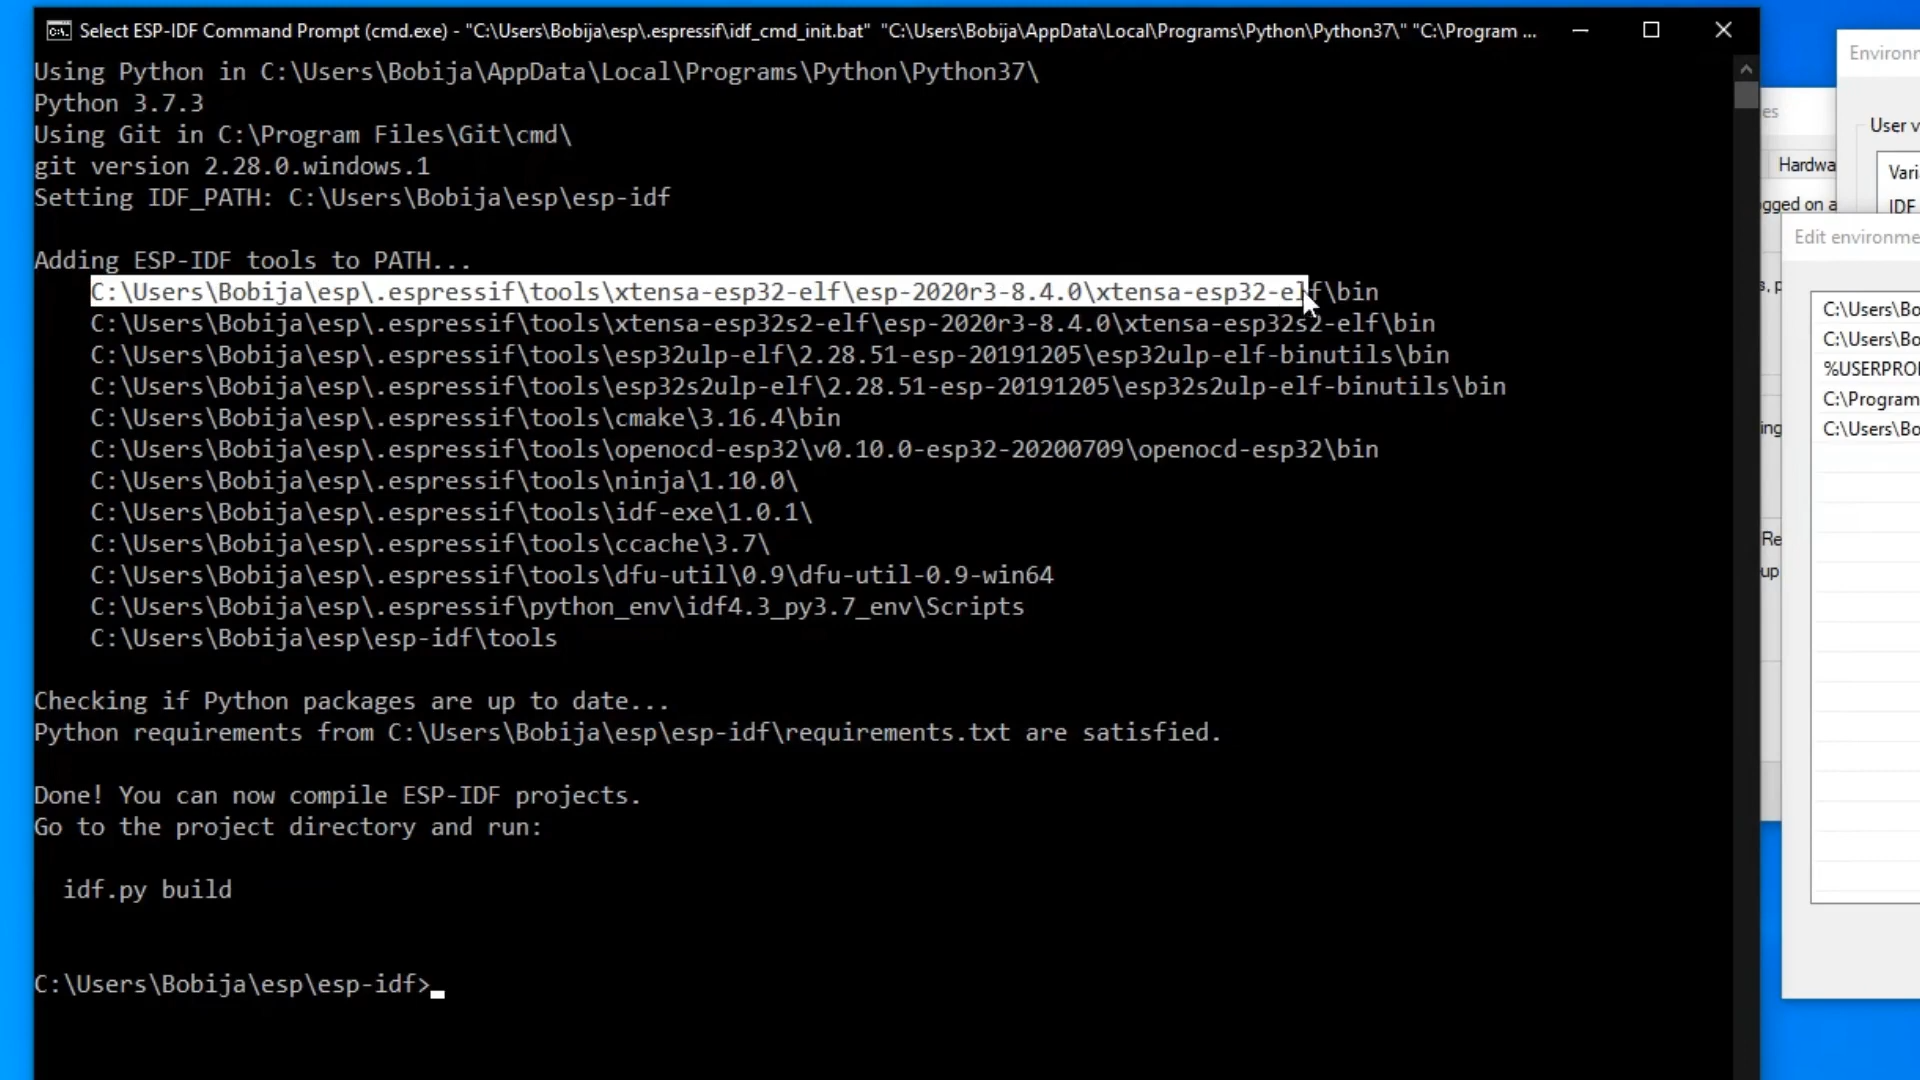 Select ESP-IDF Command Prompt (cmd.exe) - "C:\Users\Bobija\esp\.espressif\idf_cmd_init.bat" "C:\Users\Bobija\AppData\Local\Programs\Python\Python37\" "C:\Program ...
Using Python in C:\Users\Bobija\AppData\Local\Programs\Python\Python37\
Python 3.7.3
Using Git in C:\Program Files\Git\cmd\
git version 2.28.0.windows.1
Setting IDF_PATH: C:\Users\Bobija\esp\esp-idf
Adding ESP-IDF tools to PATH...
C:\Users\Bobija\esp\.espressif\tools\xtensa-esp32-elf\esp-2020r3-8.4.0\xtensa-esp32-elf\bin
C:\Users\Bobija\esp\.espressif\tools\xtensa-esp32s2-elf\esp-2020r3-8.4.0\xtensa-esp32s2-elf\bin
C:\Users\Bobija\esp\.espressif\tools\esp32ulp-elf\2.28.51-esp-20191205\esp32ulp-elf-binutils\bin
C:\Users\Bobija\esp\.espressif\tools\esp32s2ulp-elf\2.28.51-esp-20191205\esp32s2ulp-elf-binutils\bin
C:\Users\Bobija\esp\.espressif\tools\cmake\3.16.4\bin
C:\Users\Bobija\esp\.espressif\tools\openocd-esp32\v0.10.0-esp32-20200709\openocd-esp32\bin
C:\Users\Bobija\esp\.espressif\tools\ninja\1.10.0\
C:\Users\Bobija\esp\.espressif\tools\idf-exe\1.0.1\
C:\Users\Bobija\esp\.espressif\tools\ccache\3.7\
C:\Users\Bobija\esp\.espressif\tools\dfu-util\0.9\dfu-util-0.9-win64
C:\Users\Bobija\esp\.espressif\python_env\idf4.3_py3.7_env\Scripts
C:\Users\Bobija\esp\esp-idf\tools
Checking if Python packages are up to date...
Python requirements from C:\Users\Bobija\esp\esp-idf\requirements.txt are satisfied.
Done! You can now compile ESP-IDF projects.
Go to the project directory and run:
idf.py build
C:\Users\Bobija\esp\esp-idf>
Environ
es
User v
Hardwa
Vari
gged on a
IDF
Edit environme
s, p
C:\Users\Bo
C:\Users\Bo
%USERPRO
C:\Program
ing
C:\Users\Bo
Re
up